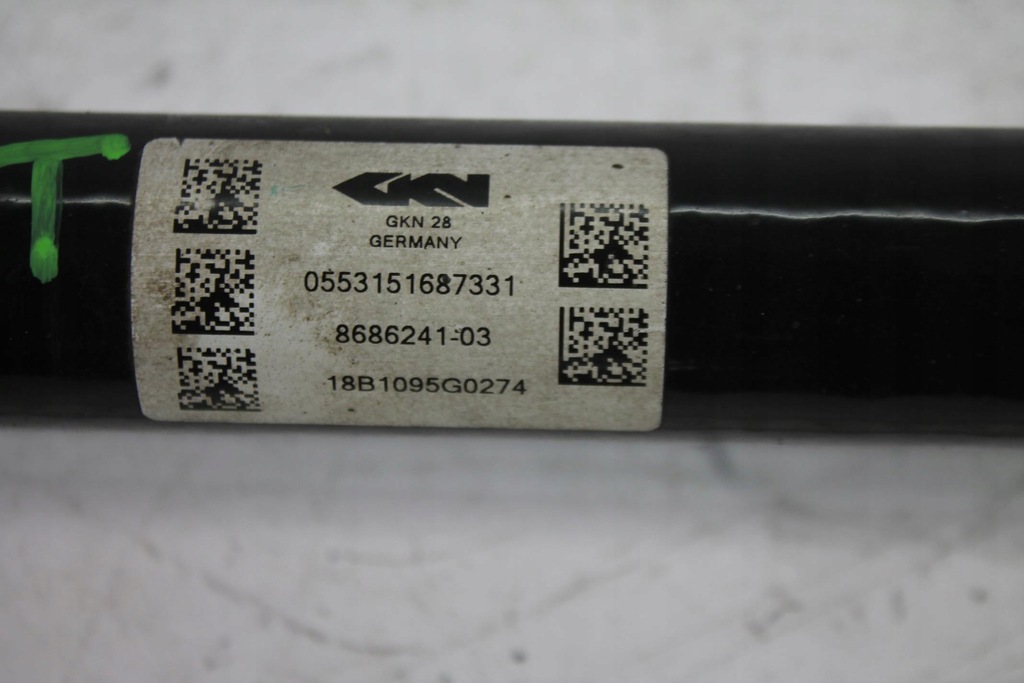 T
GKN
GKN 28
GERMANY
0553151687331
8686241-03
18B1095G0274